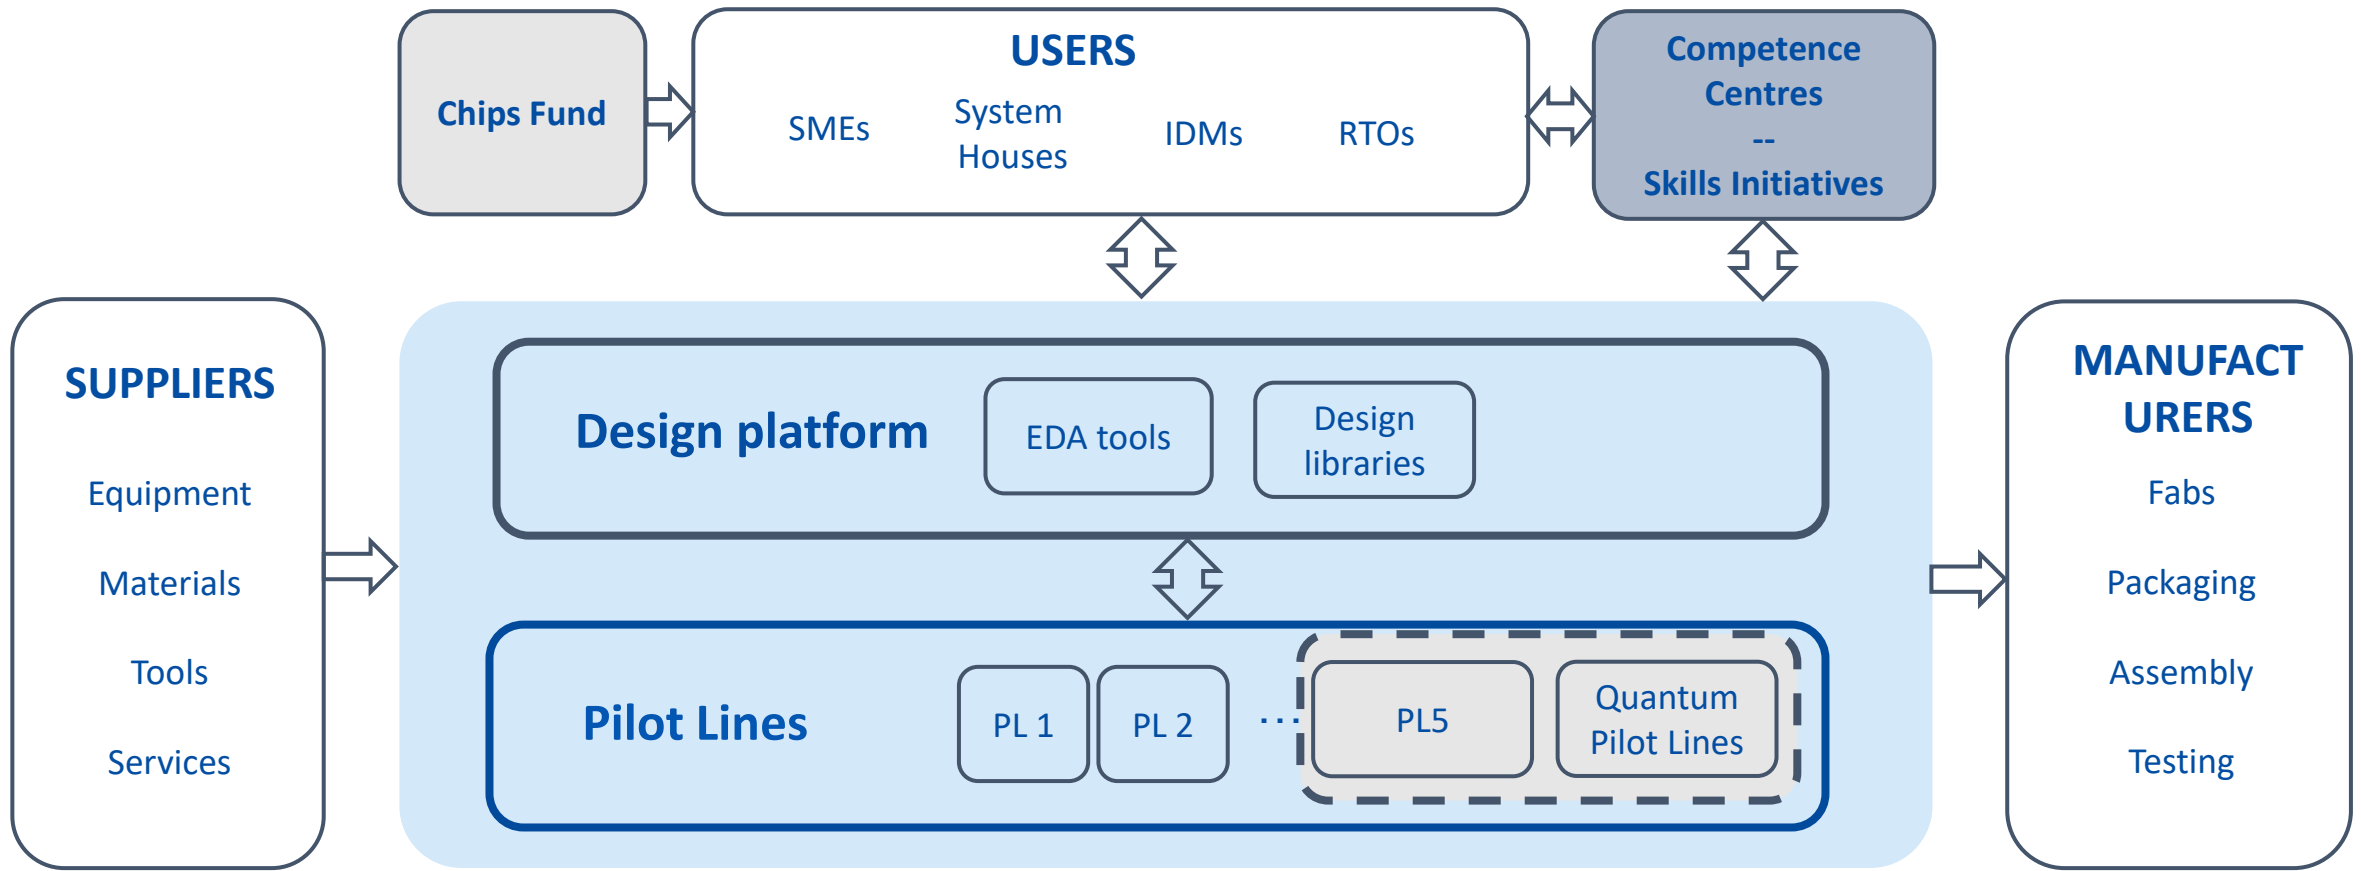 Chips Fund
USERS
SMEs
System
Houses
IDMs
RTOs
Competence
Centres
--
Skills Initiatives
SUPPLIERS
Equipment
Materials
Tools
Services
Design platform
EDA tools
Design
libraries
Pilot Lines
PL 1
PL 2
...
PL5
Quantum
Pilot Lines
MANUFACT
URERS
Fabs
Packaging
Assembly
Testing